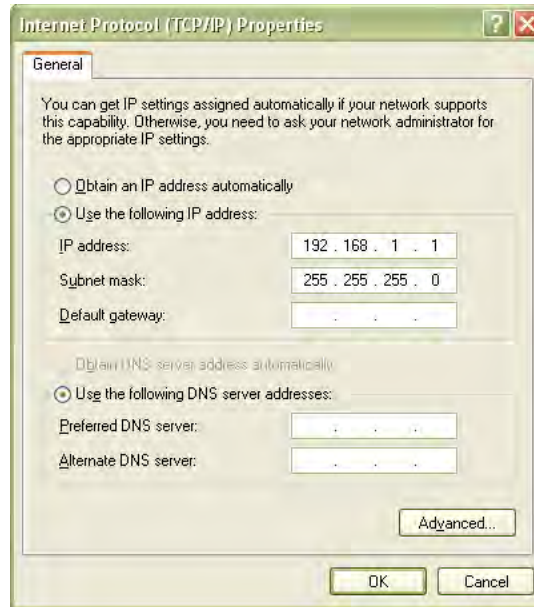 Internet Protocol (TCP/IP) Properties
General
You can get IP settings assigned automatically if your network supports
this capability. Otherwise, you need to ask your network administrator for
the appropriate IP settings.
Obtain an IP address automatically
Use the following IP address:
IP address: 192 . 168 . 1 . 1
Subnet mask: 255 . 255 . 255 . 0
Default gateway: . . .
Obtain DNS server address automatically
Use the following DNS server addresses:
Preferred DNS server: . . .
Alternate DNS server: . . .
Advanced...
OK Cancel